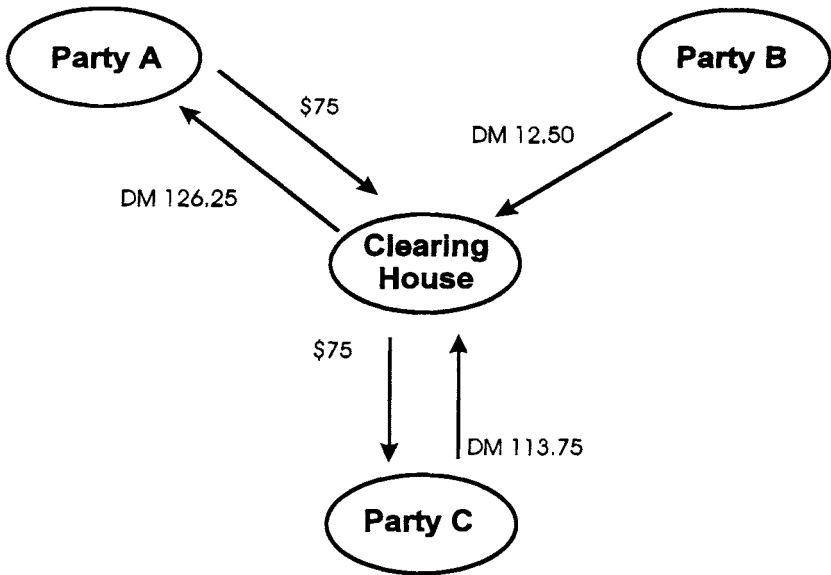 Party A
Party B
$75
DM 12.50
DM 126.25
Clearing
House
$75
DM 113.75
Party C